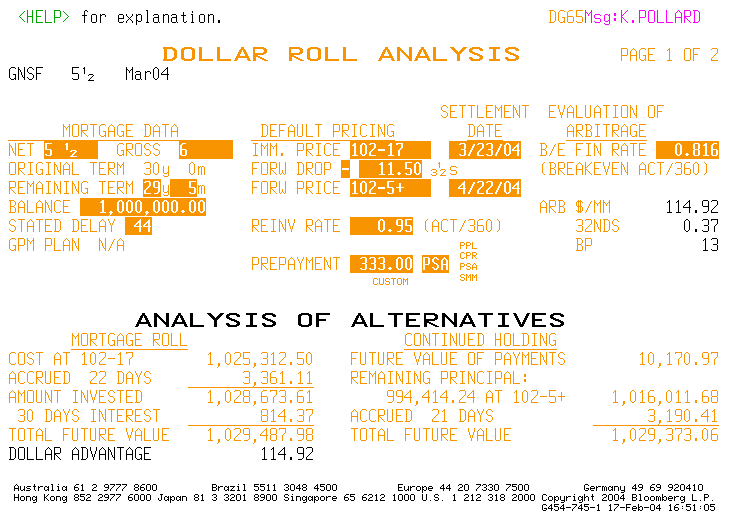 <HELP> for explanation. DG65Msg:K.POLLARD
DOLLAR ROLL ANALYSIS PAGE 1 OF 2
GNSF 5½ Mar04
SETTLEMENT EVALUATION OF
MORTGAGE DATA DEFAULT PRICING DATE ARBITRAGE
NET 5 ½ GROSS 6 IMM. PRICE 102-17 3/23/04 B/E FIN RATE 0.816
ORIGINAL TERM 30y 0m FORW DROP - 11.50 32s (BREAKEVEN ACT/360)
REMAINING TERM 29y 5m FORW PRICE 102-5+ 4/22/04
BALANCE 1,000,000.00 ARB $/MM 114.92
STATED DELAY 44 REINV RATE 0.95 (ACT/360) 32NDS 0.37
GPM PLAN N/A BP 13
PPL
CPR
PREPAYMENT 333.00 PSA PSA
SMM
CUSTOM
ANALYSIS OF ALTERNATIVES
MORTGAGE ROLL CONTINUED HOLDING
COST AT 102-17 1,025,312.50 FUTURE VALUE OF PAYMENTS 10,170.97
ACCRUED 22 DAYS 3,361.11 REMAINING PRINCIPAL:
AMOUNT INVESTED 1,028,673.61 994,414.24 AT 102-5+ 1,016,011.68
30 DAYS INTEREST 814.37 ACCRUED 21 DAYS 3,190.41
TOTAL FUTURE VALUE 1,029,487.98 TOTAL FUTURE VALUE 1,029,373.06
DOLLAR ADVANTAGE 114.92
Australia 61 2 9777 8600 Brazil 5511 3048 4500 Europe 44 20 7330 7500 Germany 49 69 920410
Hong Kong 852 2977 6000 Japan 81 3 3201 8900 Singapore 65 6212 1000 U.S. 1 212 318 2000 Copyright 2004 Bloomberg L.P.
G454-745-1 17-Feb-04 16:51:05